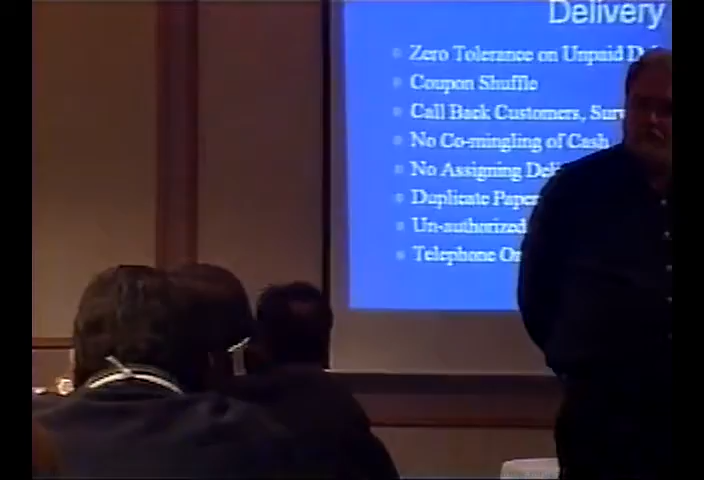 Delivery
Zero Tolerance on Unpaid
Coupon Shuffle
Call Back Customers,
No Co-mingling of Cash
No Assigning
Duplicate
Un-authorized
Telephone